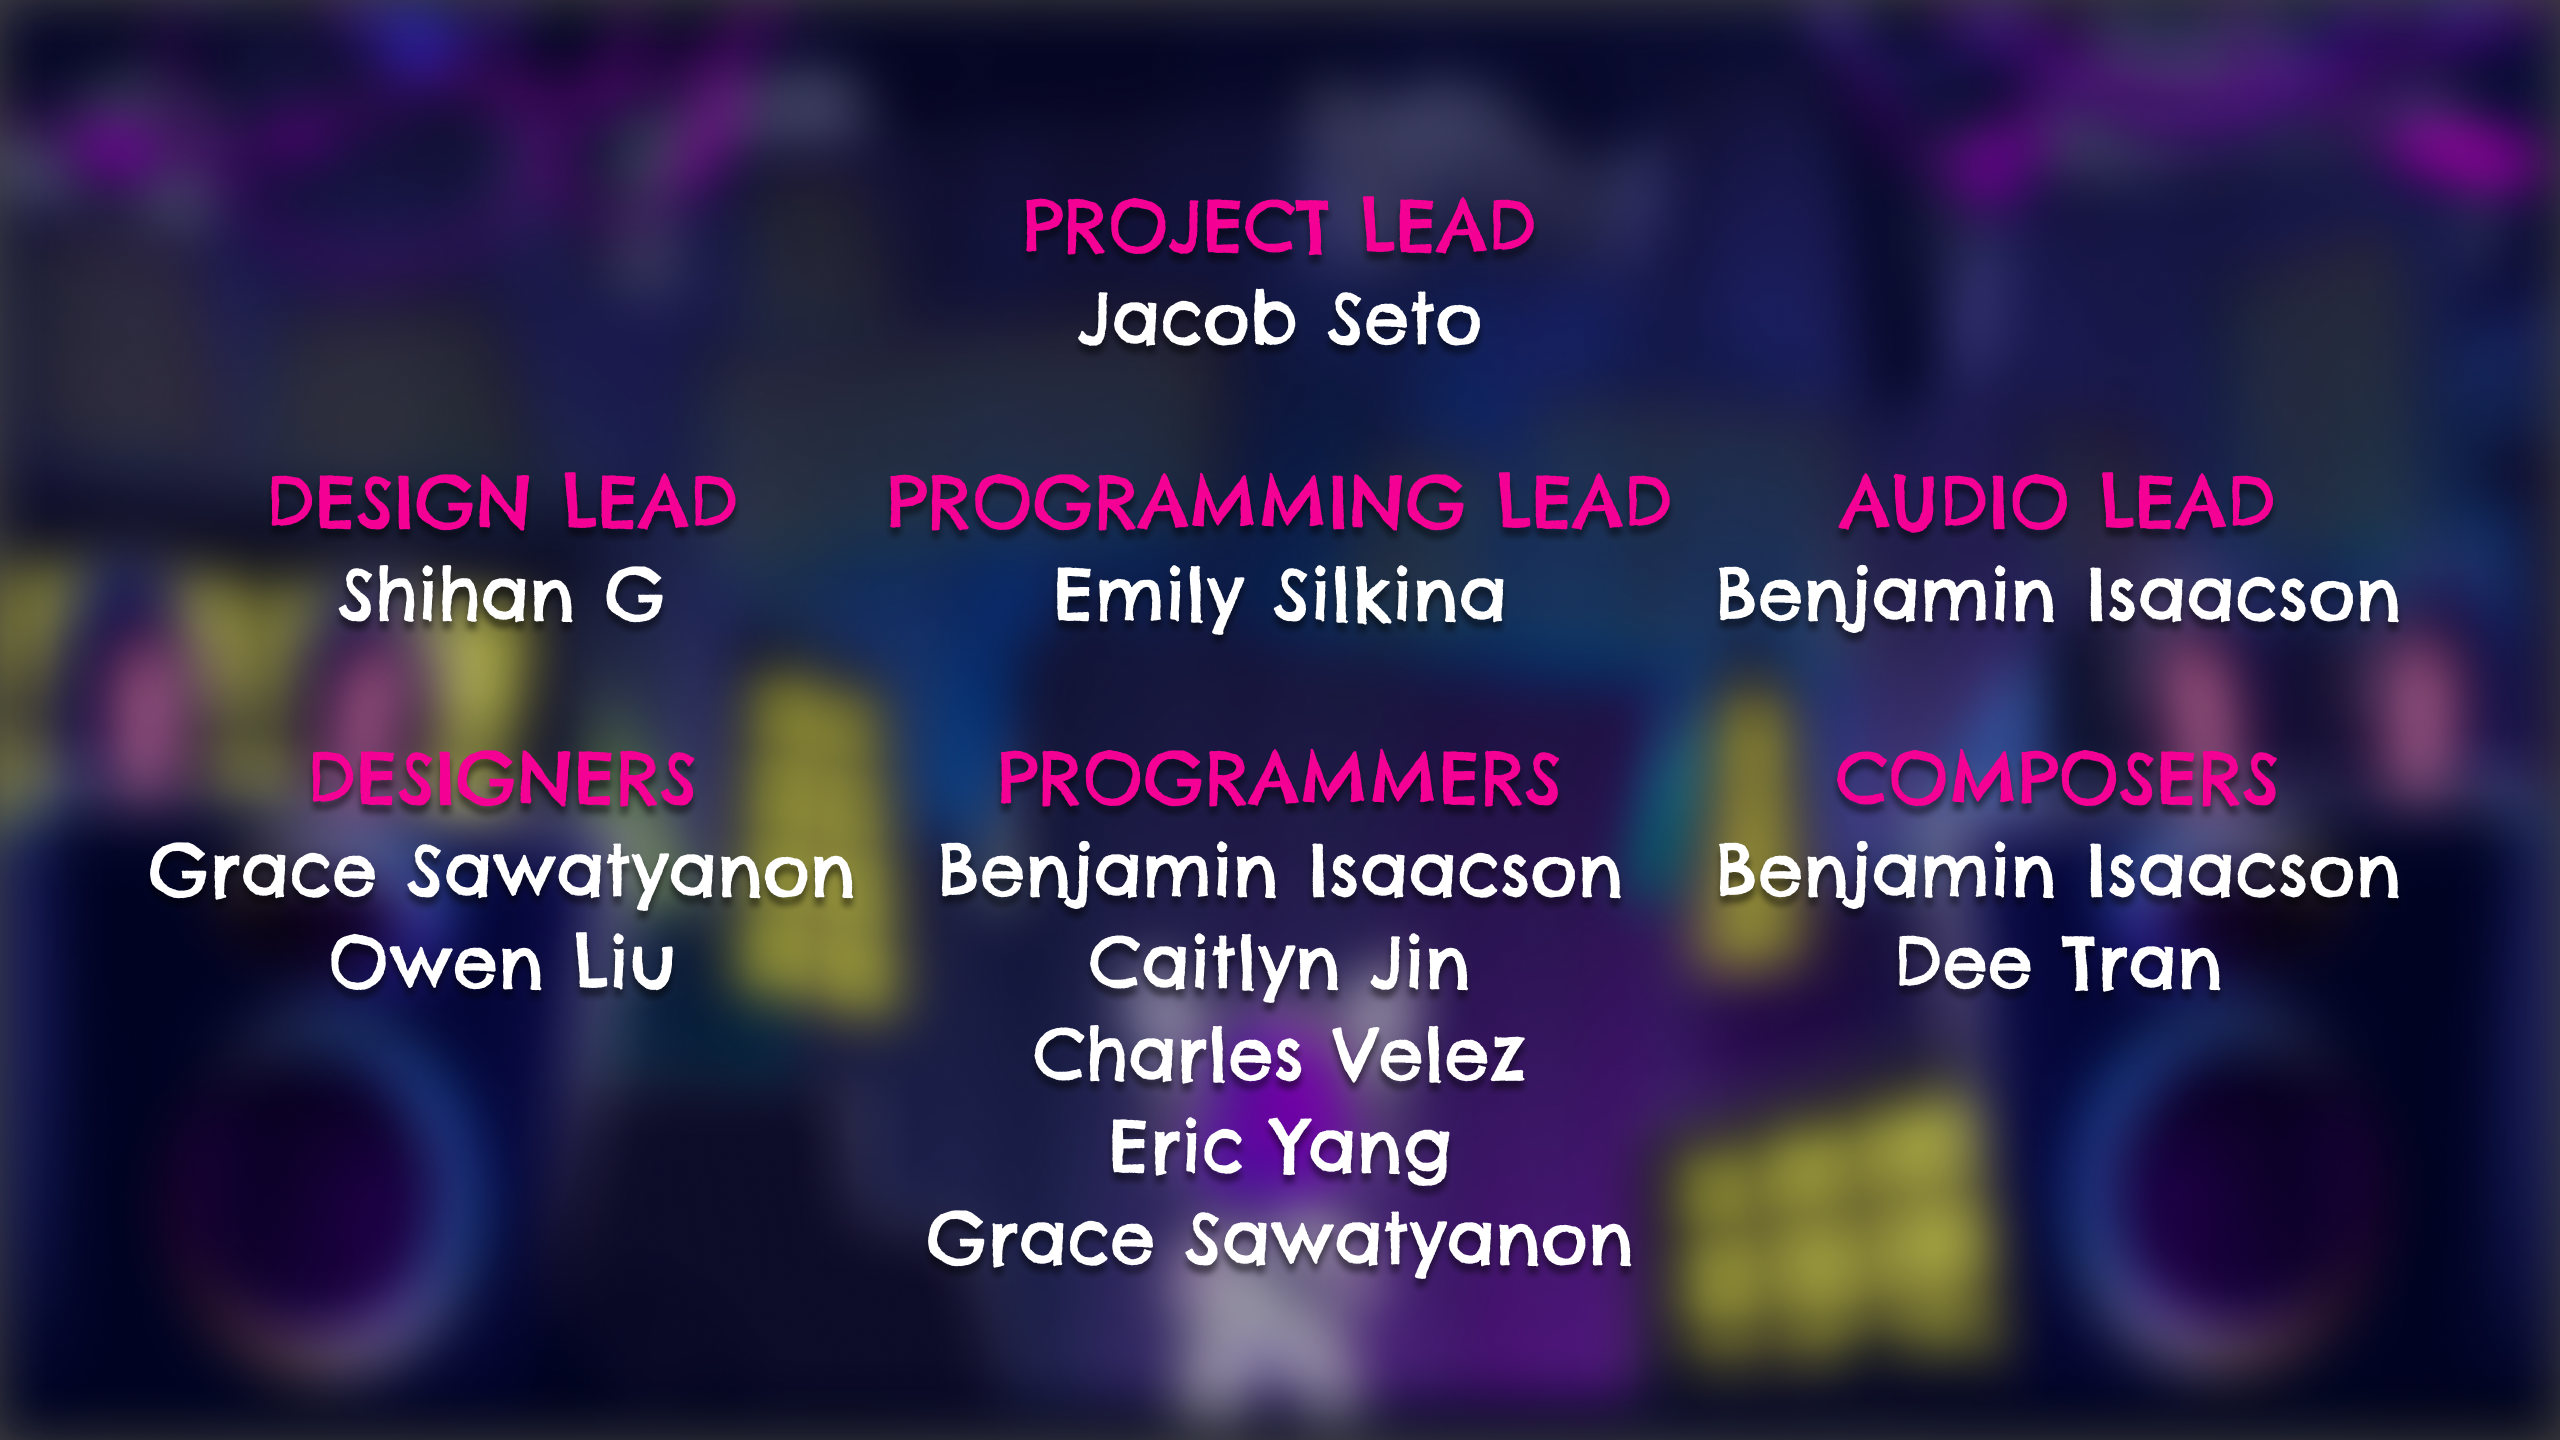 PROJECT LEAD
Jacob Seto
DESIGN LEAD
Shihan G
PROGRAMMING LEAD
Emily Silkina
AUDIO LEAD
Benjamin Isaacson
DESIGNERS
Grace Sawatyanon
Owen Liu
PROGRAMMERS
Benjamin Isaacson
Caitlyn Jin
Charles Velez
Eric Yang
Grace Sawatyanon
COMPOSERS
Benjamin Isaacson
Dee Tran